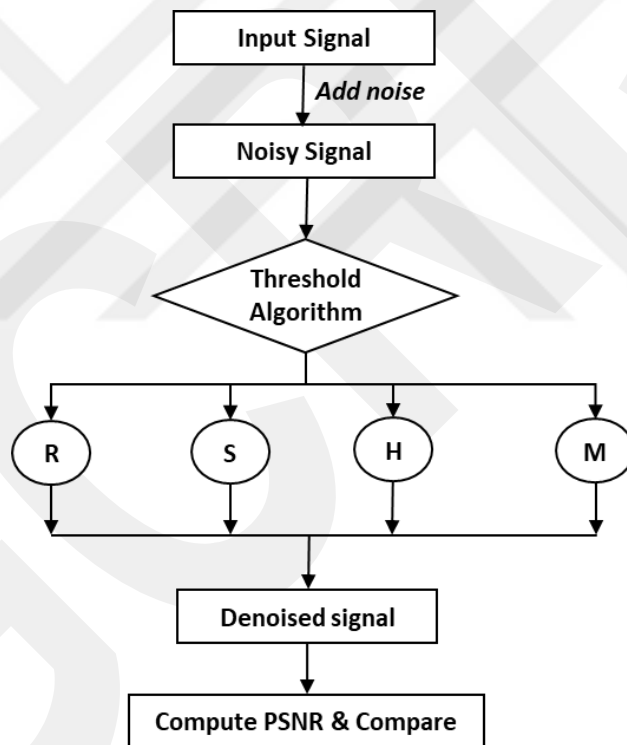 Input Signal
Add noise
Noisy Signal
Threshold
Algorithm
R
S
H
M
Denoised signal
Compute PSNR & Compare